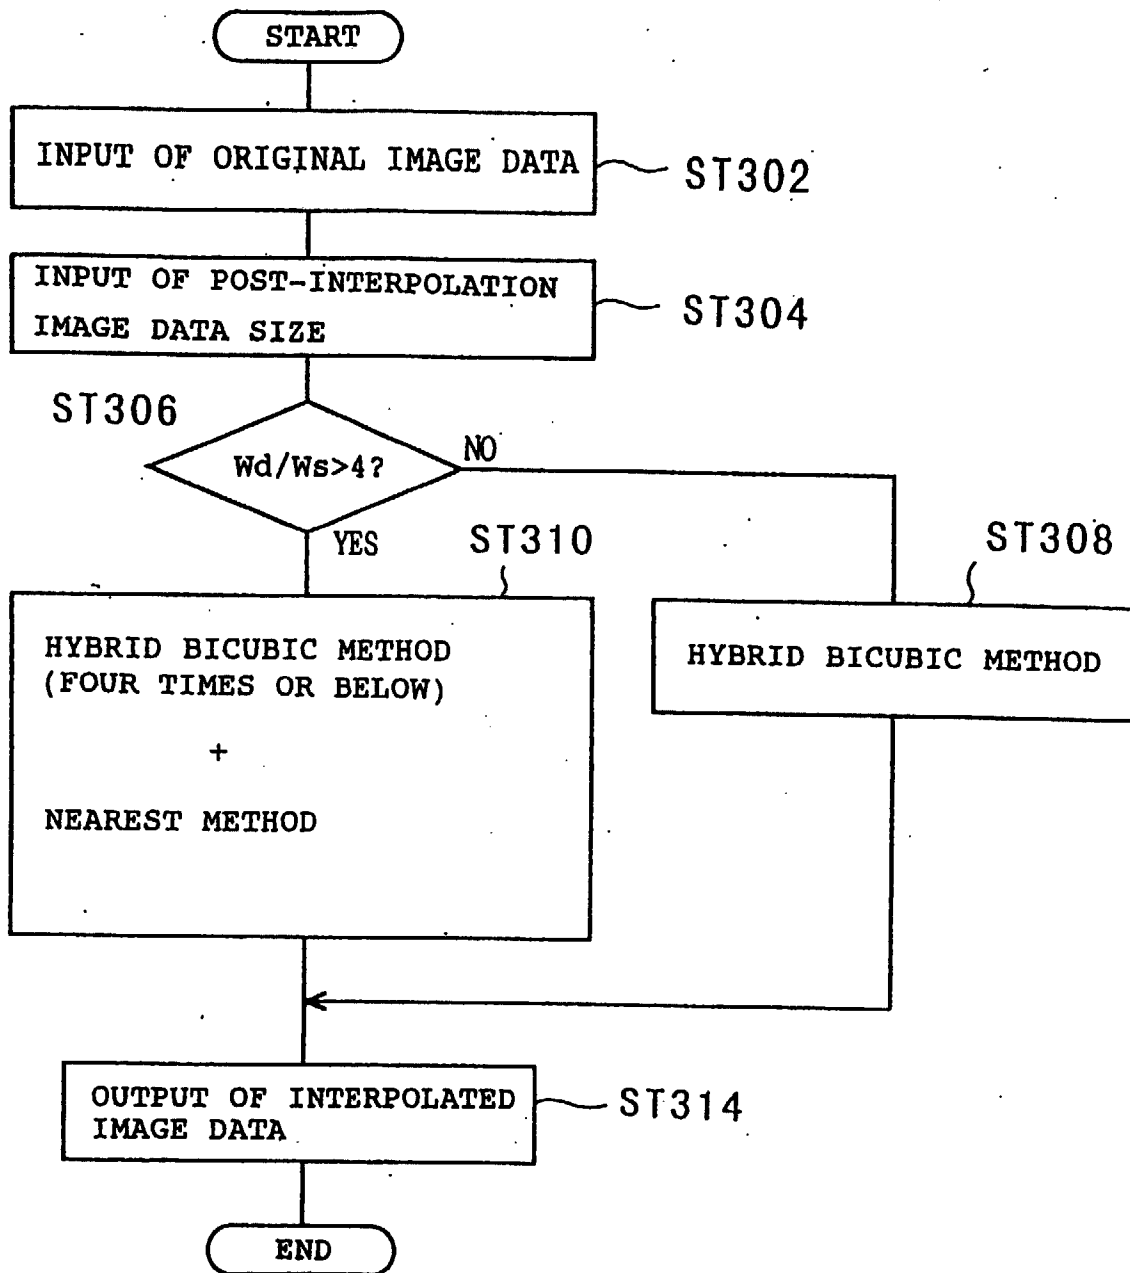 START
INPUT OF ORIGINAL IMAGE DATA
ST302
INPUT OF POST-INTERPOLATION
IMAGE DATA SIZE
ST304
ST306
Wd/Ws>4?
NO
YES
ST310
ST308
HYBRID BICUBIC METHOD
(FOUR TIMES OR BELOW)
+
NEAREST METHOD
HYBRID BICUBIC METHOD
OUTPUT OF INTERPOLATED
IMAGE DATA
ST314
END